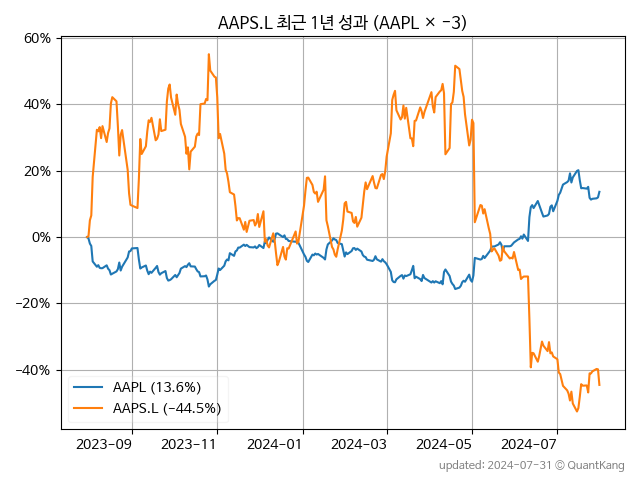 AAPS.L 최근 1년 성과 (AAPL × −3)
60%
40%
20%
0%
−20%
−40%
AAPL (13.6%)
AAPS.L (−44.5%)
2023−09 2023−11 2024−01 2024−03 2024−05 2024−07
updated: 2024-07-31 © QuantKang